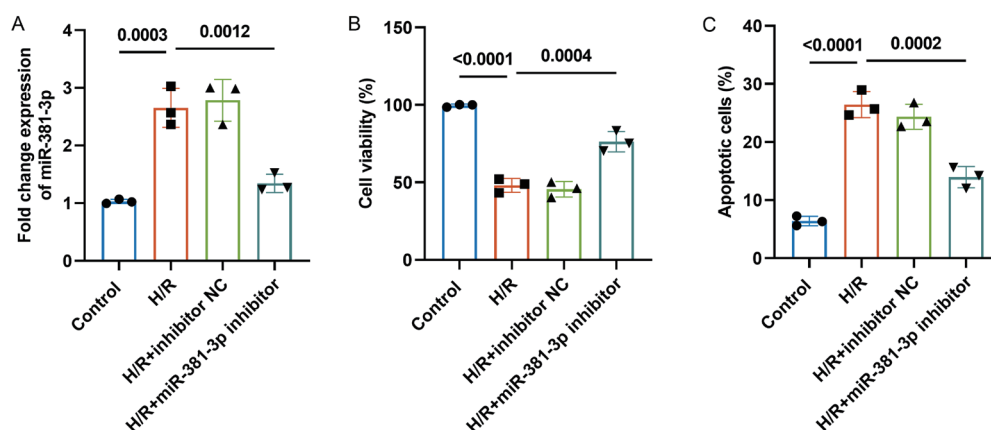 A
0.0003
0.0012
Fold change expression
of miR-381-3p
4
3
2
1
0
Control
H/R
H/R+inhibitor NC
H/R+miR-381-3p inhibitor
B
<0.0001
0.0004
Cell viability (%)
150
100
50
0
Control
H/R
H/R+inhibitor NC
H/R+miR-381-3p inhibitor
C
<0.0001
0.0002
Apoptotic cells (%)
40
30
20
10
0
Control
H/R
H/R+inhibitor NC
H/R+miR-381-3p inhibitor